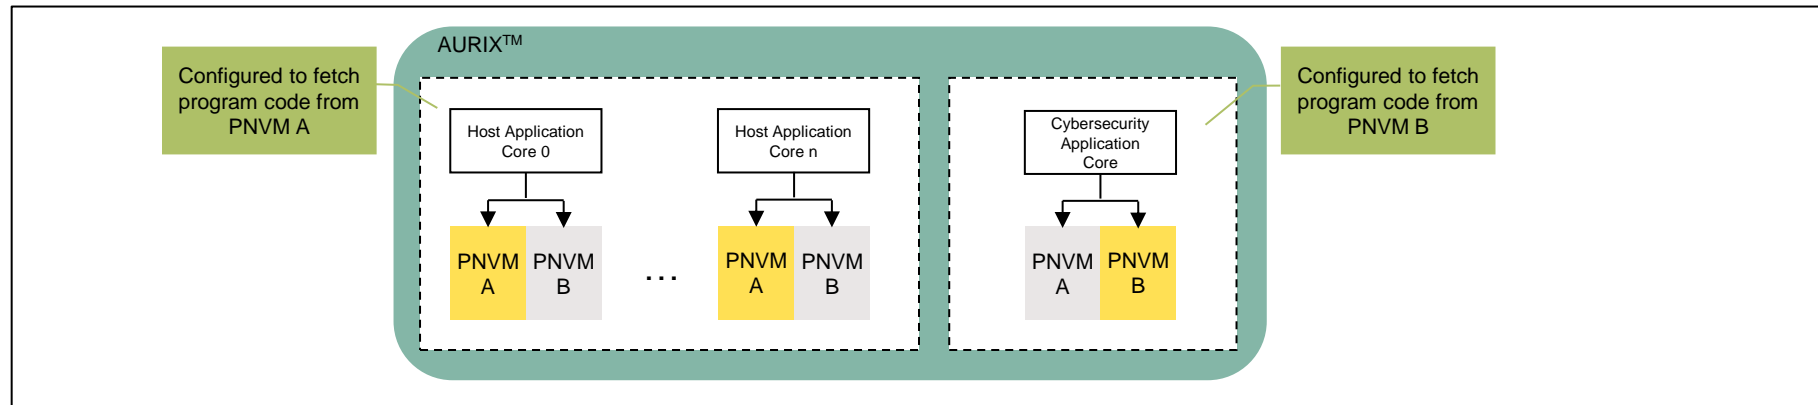 AURIX™
Configured to fetch
program code from
PNVM A
Configured to fetch
program code from
PNVM B
Host Application
Core 0
Host Application
Core n
Cybersecurity
Application
Core
PNVM
A
PNVM
B
...
PNVM
A
PNVM
B
PNVM
A
PNVM
B